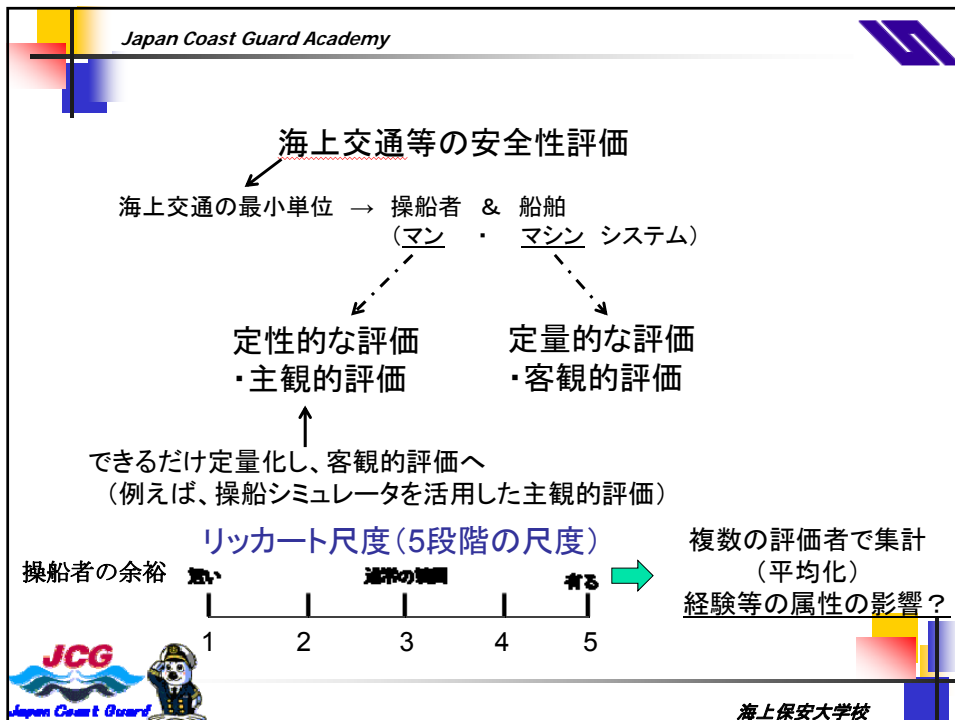 Japan Coast Guard Academy
海上交通等の安全性評価
海上交通の最小単位 → 操船者 & 船舶
(マン ・ マシン システム)
定性的な評価
・主観的評価
定量的な評価
・客観的評価
できるだけ定量化し、客観的評価へ
(例えば、操船シミュレータを活用した主観的評価)
リッカート尺度(5段階の尺度)
操船者の余裕
通常の範囲
有る
1 2 3 4 5
複数の評価者で集計
(平均化)
経験等の属性の影響?
JCG
Japan Coast Guard
海上保安大学校